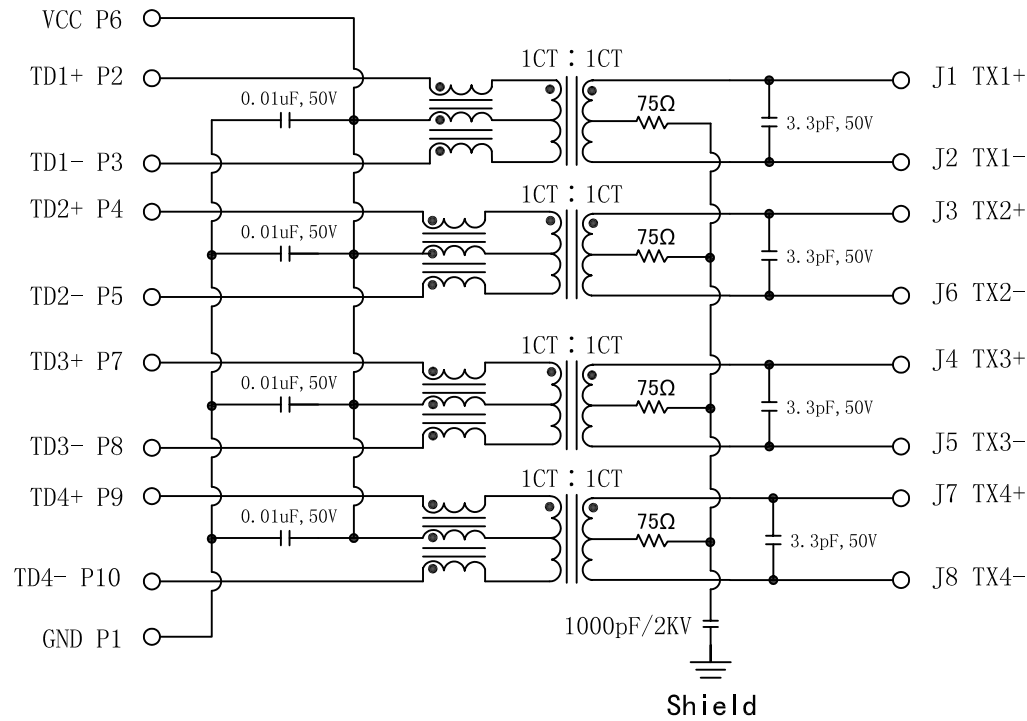 VCC P6
1CT : 1CT
TD1+ P2
J1 TX1+
0.01uF,50V
75Ω
3.3pF,50V
TD1- P3
J2 TX1-
1CT : 1CT
TD2+ P4
J3 TX2+
0.01uF,50V
75Ω
3.3pF,50V
TD2- P5
J6 TX2-
1CT : 1CT
TD3+ P7
J4 TX3+
0.01uF,50V
75Ω
3.3pF,50V
TD3- P8
J5 TX3-
1CT : 1CT
TD4+ P9
J7 TX4+
0.01uF,50V
75Ω
3.3pF,50V
TD4- P10
J8 TX4-
GND P1
1000pF/2KV
Shield